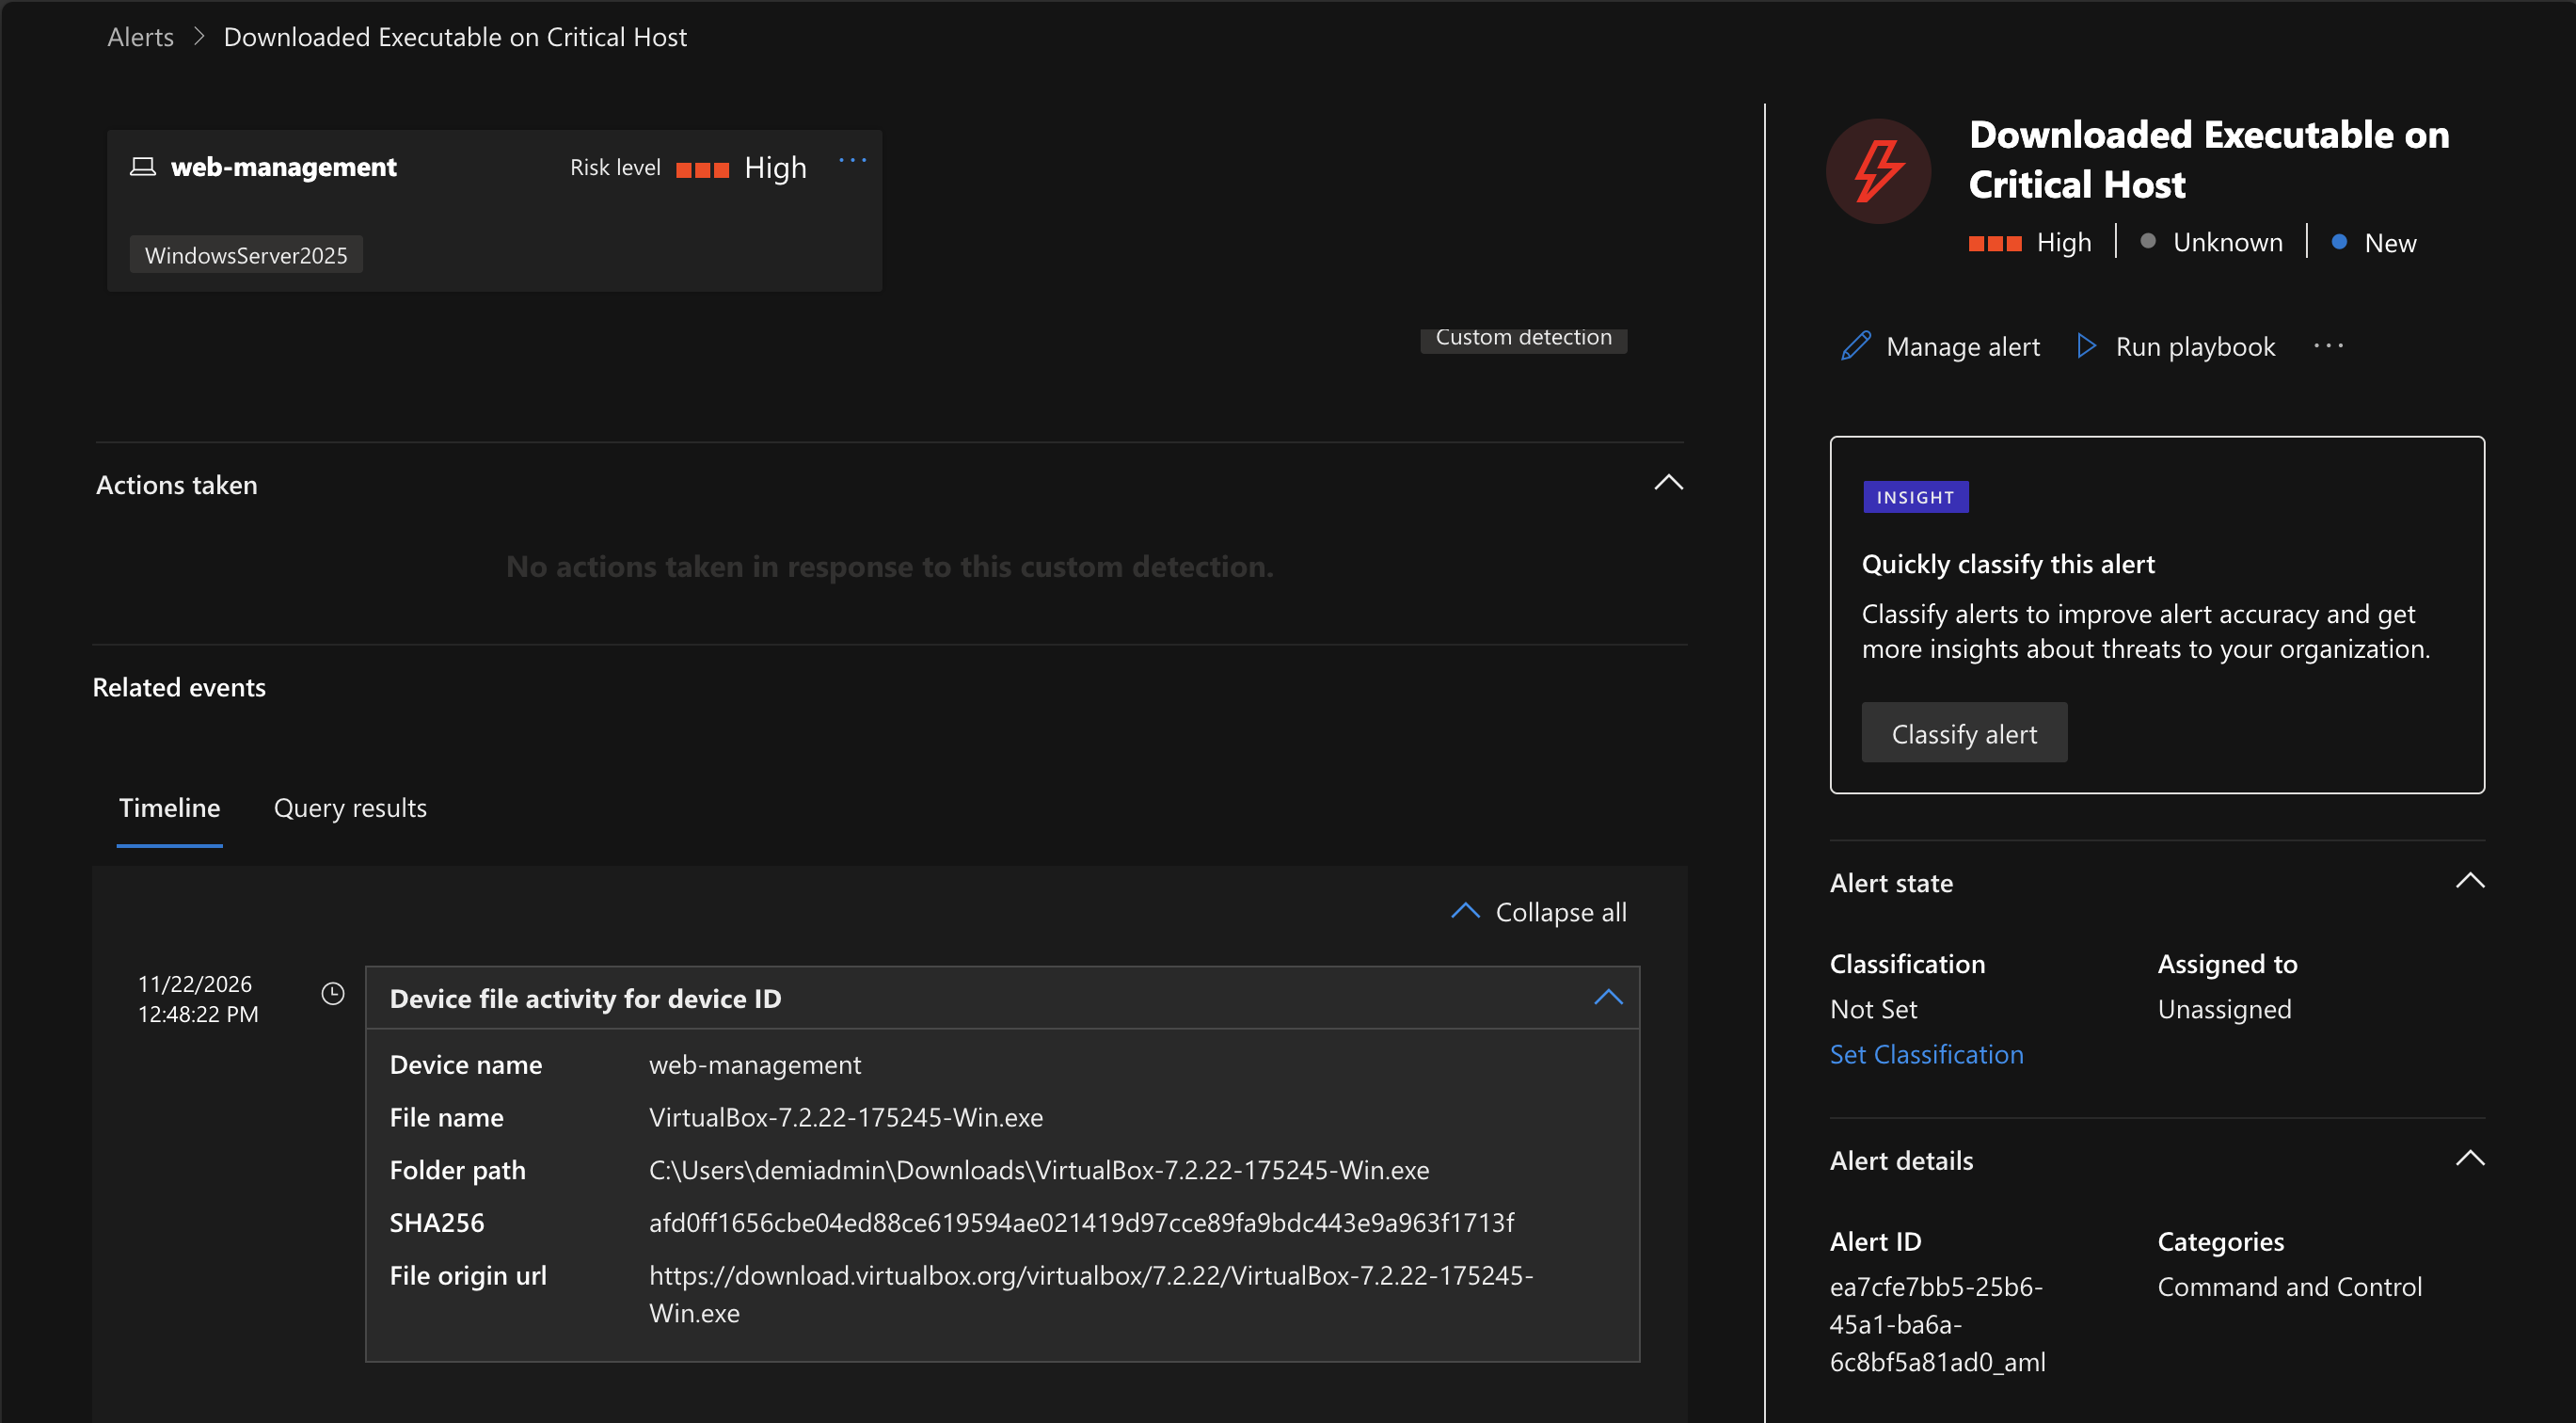 Alerts > Downloaded Executable on Critical Host
web-management
Risk level High ...
WindowsServer2025
Custom detection
Actions taken
No actions taken in response to this custom detection.
Related events
Timeline Query results
Collapse all
11/22/2026
12:48:22 PM
Device file activity for device ID
Device name web-management
File name VirtualBox-7.2.22-175245-Win.exe
Folder path C:\Users\demiadmin\Downloads\VirtualBox-7.2.22-175245-Win.exe
SHA256 afd0ff1656cbe04ed88ce619594ae021419d97cce89fa9bdc443e9a963f1713f
File origin url https://download.virtualbox.org/virtualbox/7.2.22/VirtualBox-7.2.22-175245-
Win.exe
Downloaded Executable on
Critical Host
High | Unknown | New
Manage alert Run playbook ...
INSIGHT
Quickly classify this alert
Classify alerts to improve alert accuracy and get
more insights about threats to your organization.
Classify alert
Alert state
Classification Assigned to
Not Set Unassigned
Set Classification
Alert details
Alert ID Categories
ea7cfe7bb5-25b6- Command and Control
45a1-ba6a-
6c8bf5a81ad0_aml